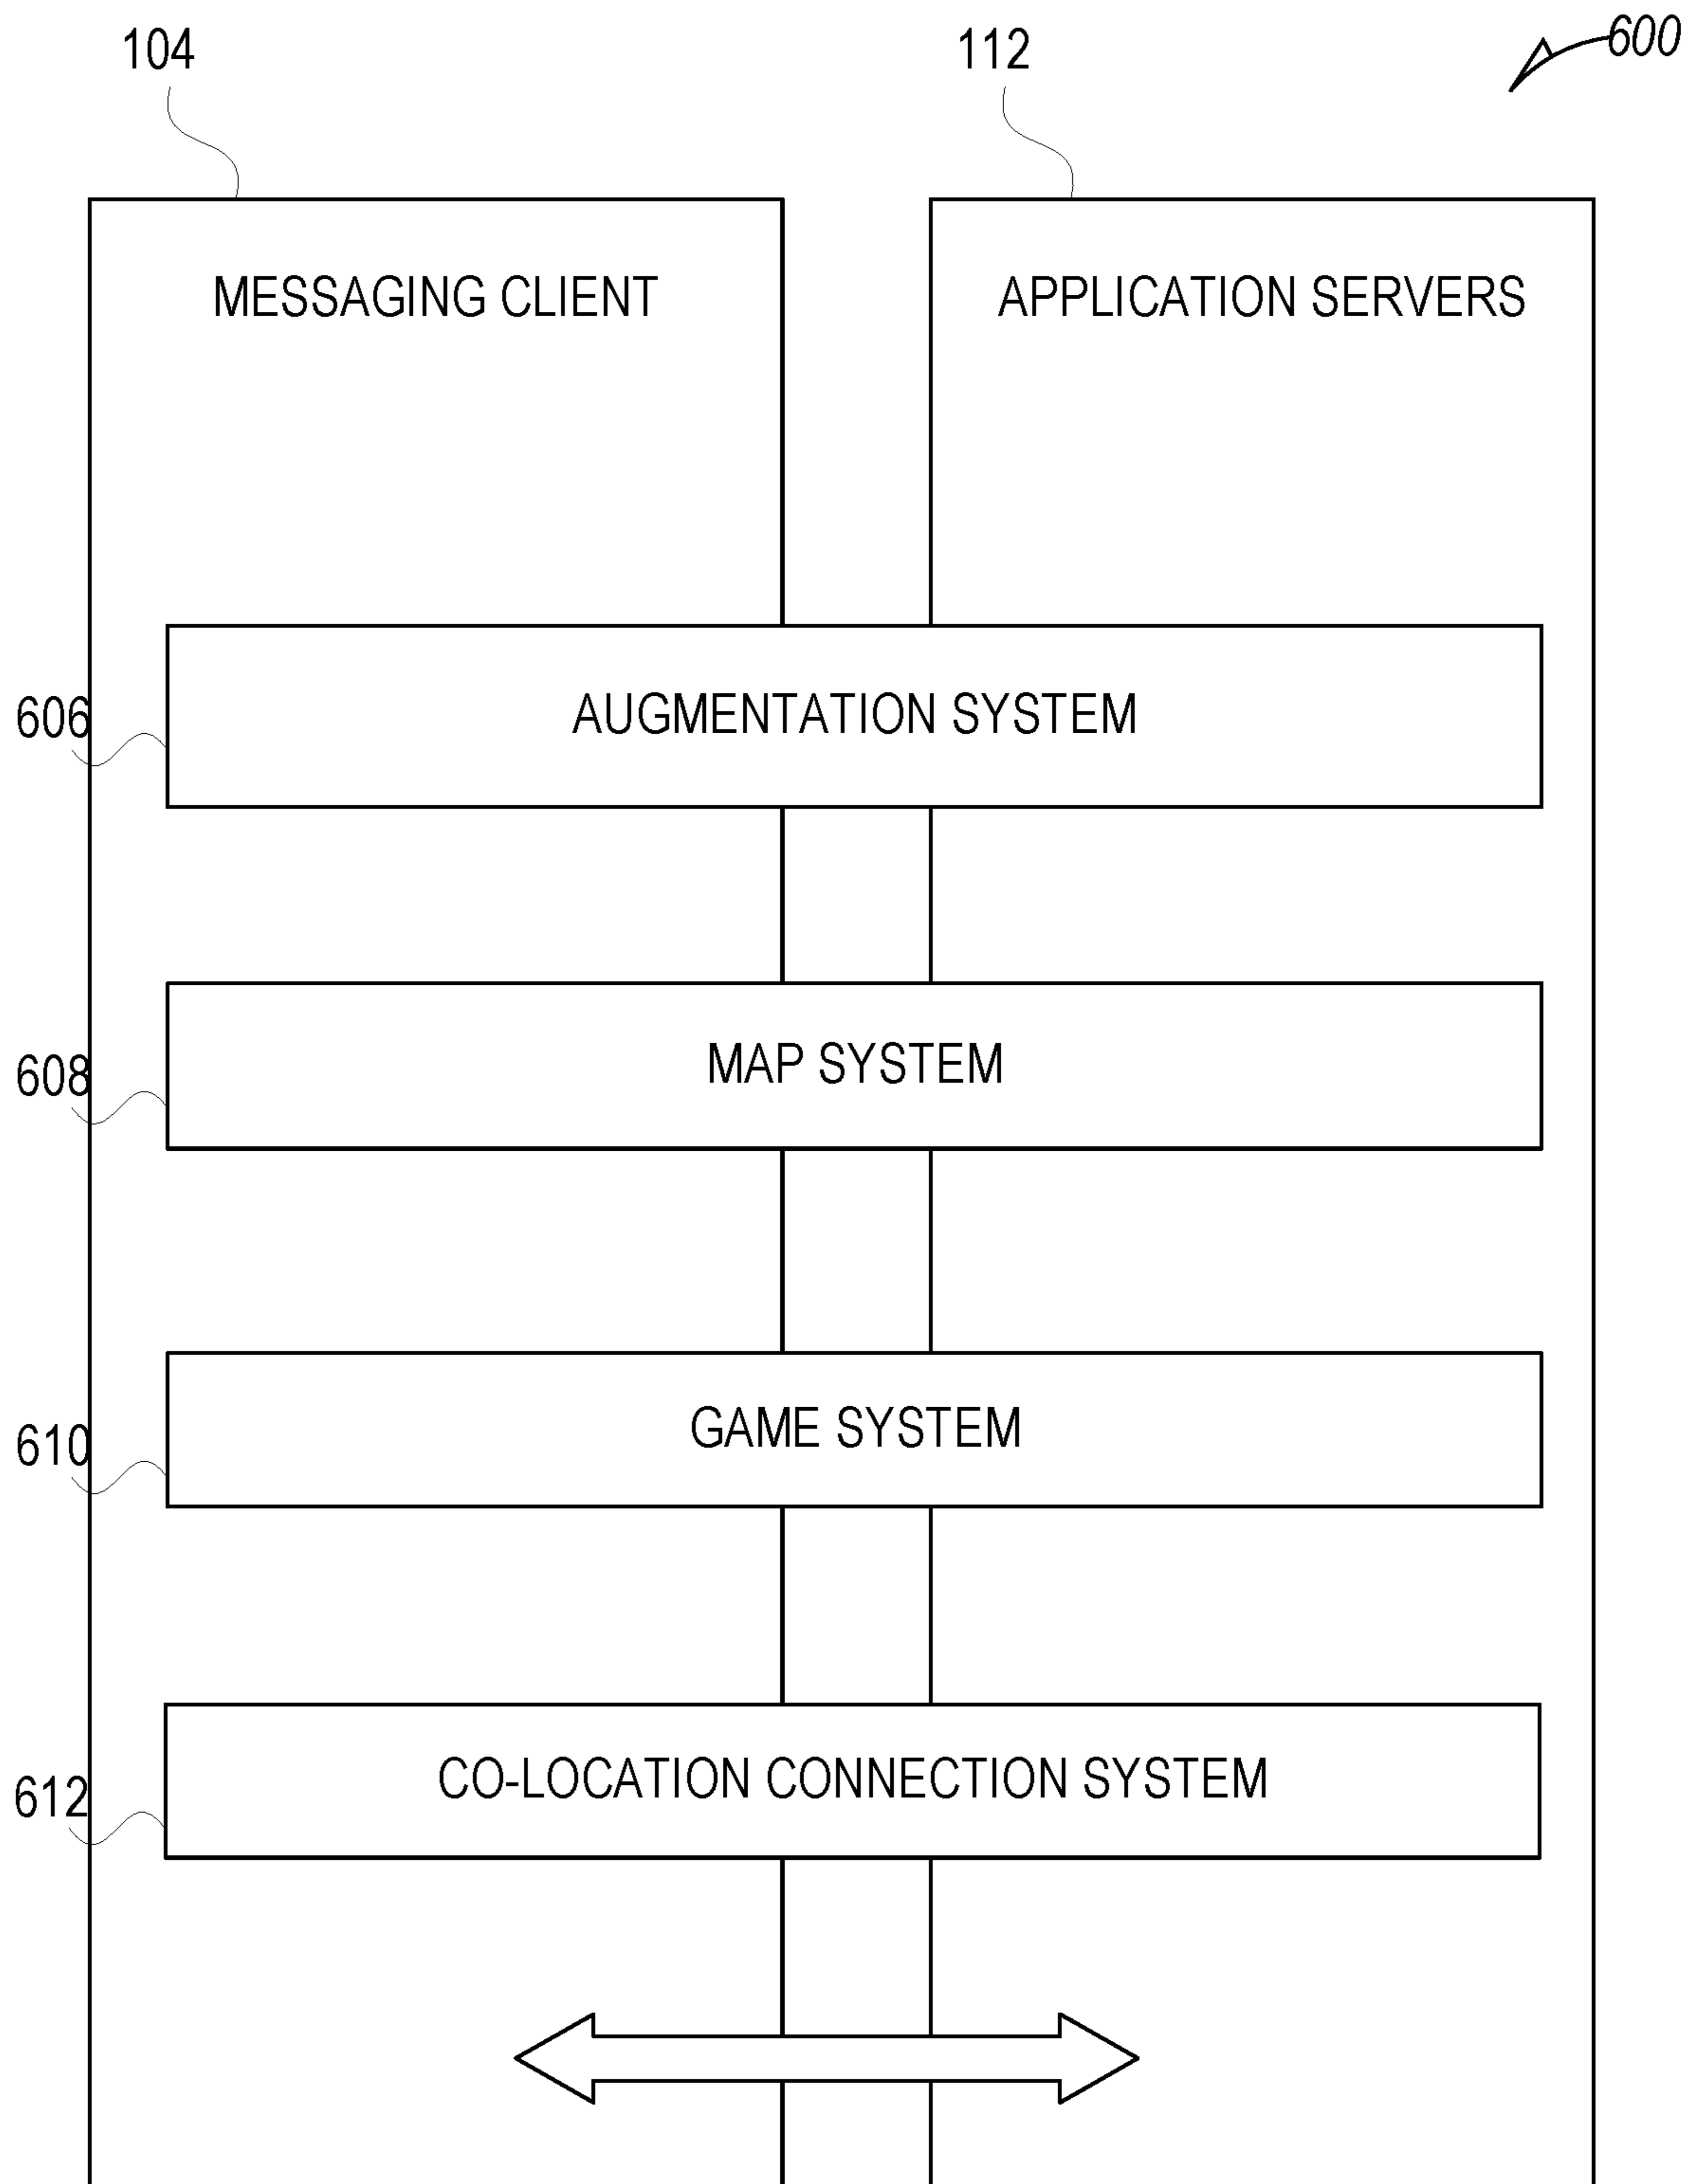 104
112
600
MESSAGING CLIENT
APPLICATION SERVERS
AUGMENTATION SYSTEM
606
MAP SYSTEM
608
GAME SYSTEM
610
CO-LOCATION CONNECTION SYSTEM
612